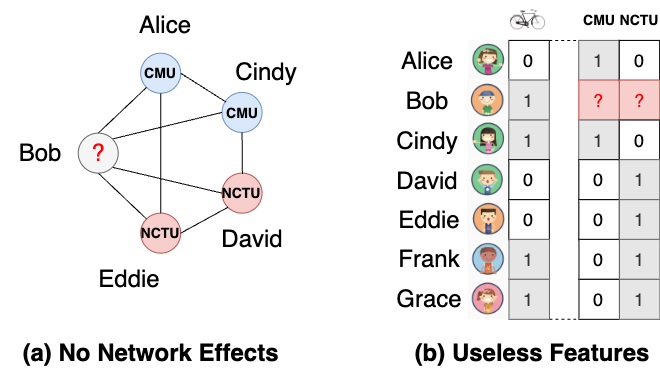 Alice
CMU
Cindy
CMU
Bob
?
NCTU
David
NCTU
Eddie
(a) No Network Effects
CMU NCTU
Alice 0 1 0
Bob 1 ? ?
Cindy 1 1 0
David 0 0 1
Eddie 0 0 1
Frank 1 0 1
Grace 1 0 1
(b) Useless Features